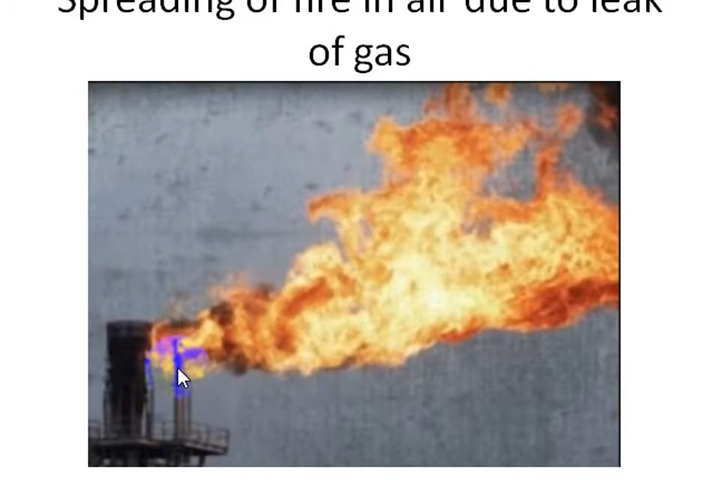 Spreading of fire in air due to leak
of gas